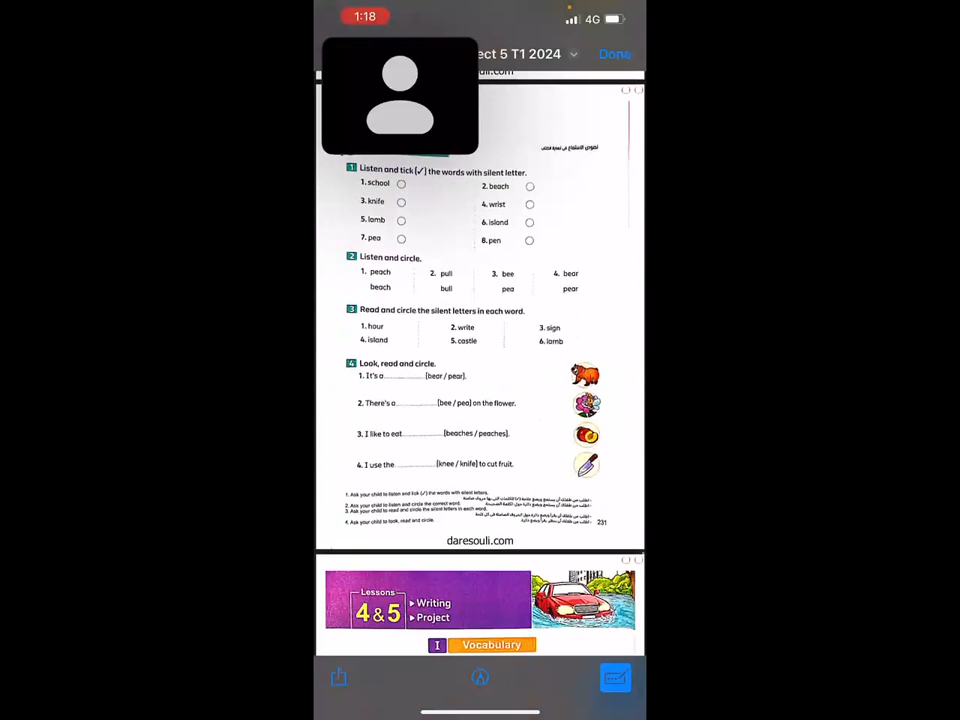 1:18
4G
ect 5 T1 2024
Done
نصوص الاستماع في نهاية الكتاب
1 Listen and tick (✓) the words with silent letter.
1. school 2. beach
3. knife 4. wrist
5. lamb 6. island
7. pea 8. pen
2 Listen and circle.
1. peach 2. pull 3. bee 4. bear
beach bull pea pear
3 Read and circle the silent letters in each word.
1. hour 2. write 3. sign
4. island 5. castle 6. lamb
4 Look, read and circle.
1. It's a ............ (bear / pear).
2. There's a ............ (bee / pea) on the flower.
3. I like to eat ............ (beaches / peaches).
4. I use the ............ (knee / knife) to cut fruit.
1. Ask your child to listen and tick (✓) the words with silent letters.
2. Ask your child to listen and circle the correct word.
3. Ask your child to read and circle the silent letters in each word.
4. Ask your child to look, read and circle.
231
daresouli.com
Lessons
4 & 5
Writing
Project
I Vocabulary